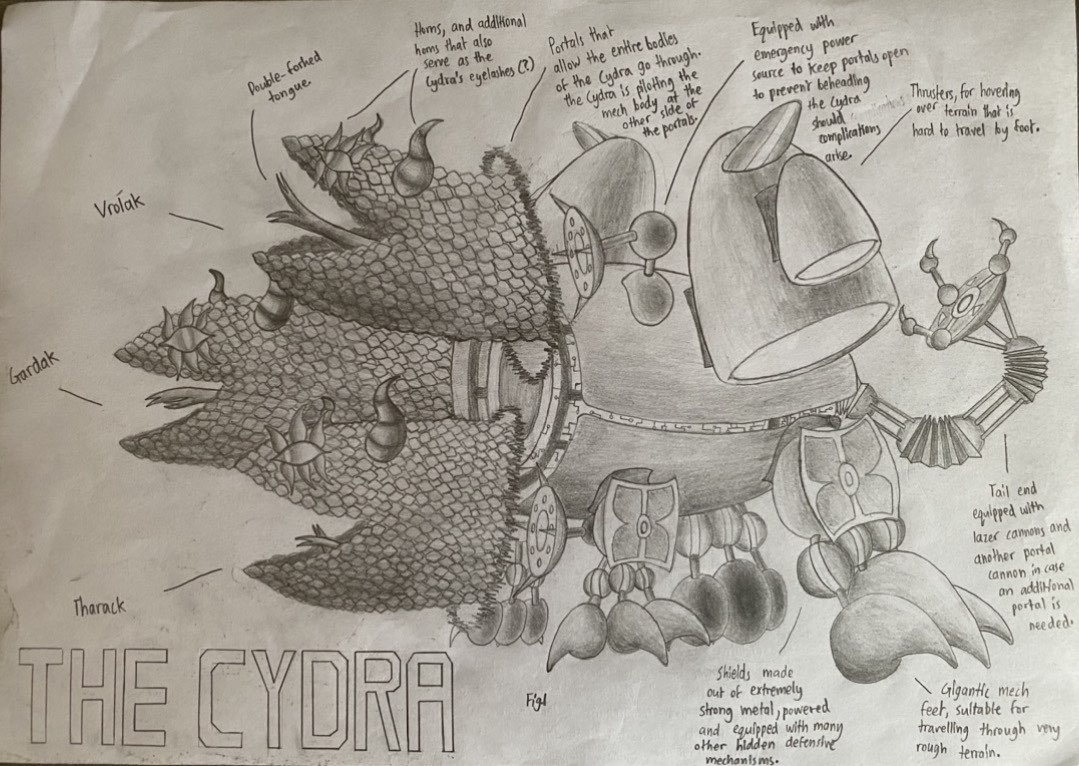 Double-forked
tongue.
Horns, and additional
horns that also
serve as the
Cydra's eyelashes (?)
Portals that
allow the entire bodies
of the Cydra go through.
the Cydra is piloting the
mech body at the
other side of
the portals.
Equipped with
emergency power
source to keep portals open
to prevent beheading
the Cydra
should
complications
arise.
Thrusters, for hovering
over terrain that is
hard to travel by foot.
Vrolák
Gardak
Tharack
Tail end
equipped with
lazer cannons and
another portal
cannon in case
an additional
portal is
needed.
Shields made
out of extremely
strong metal, powered
and equipped with many
other hidden defensive
mechanisms.
Gigantic mech
feet, suitable for
travelling through very
rough terrain.
THE CYDRA
Fig1